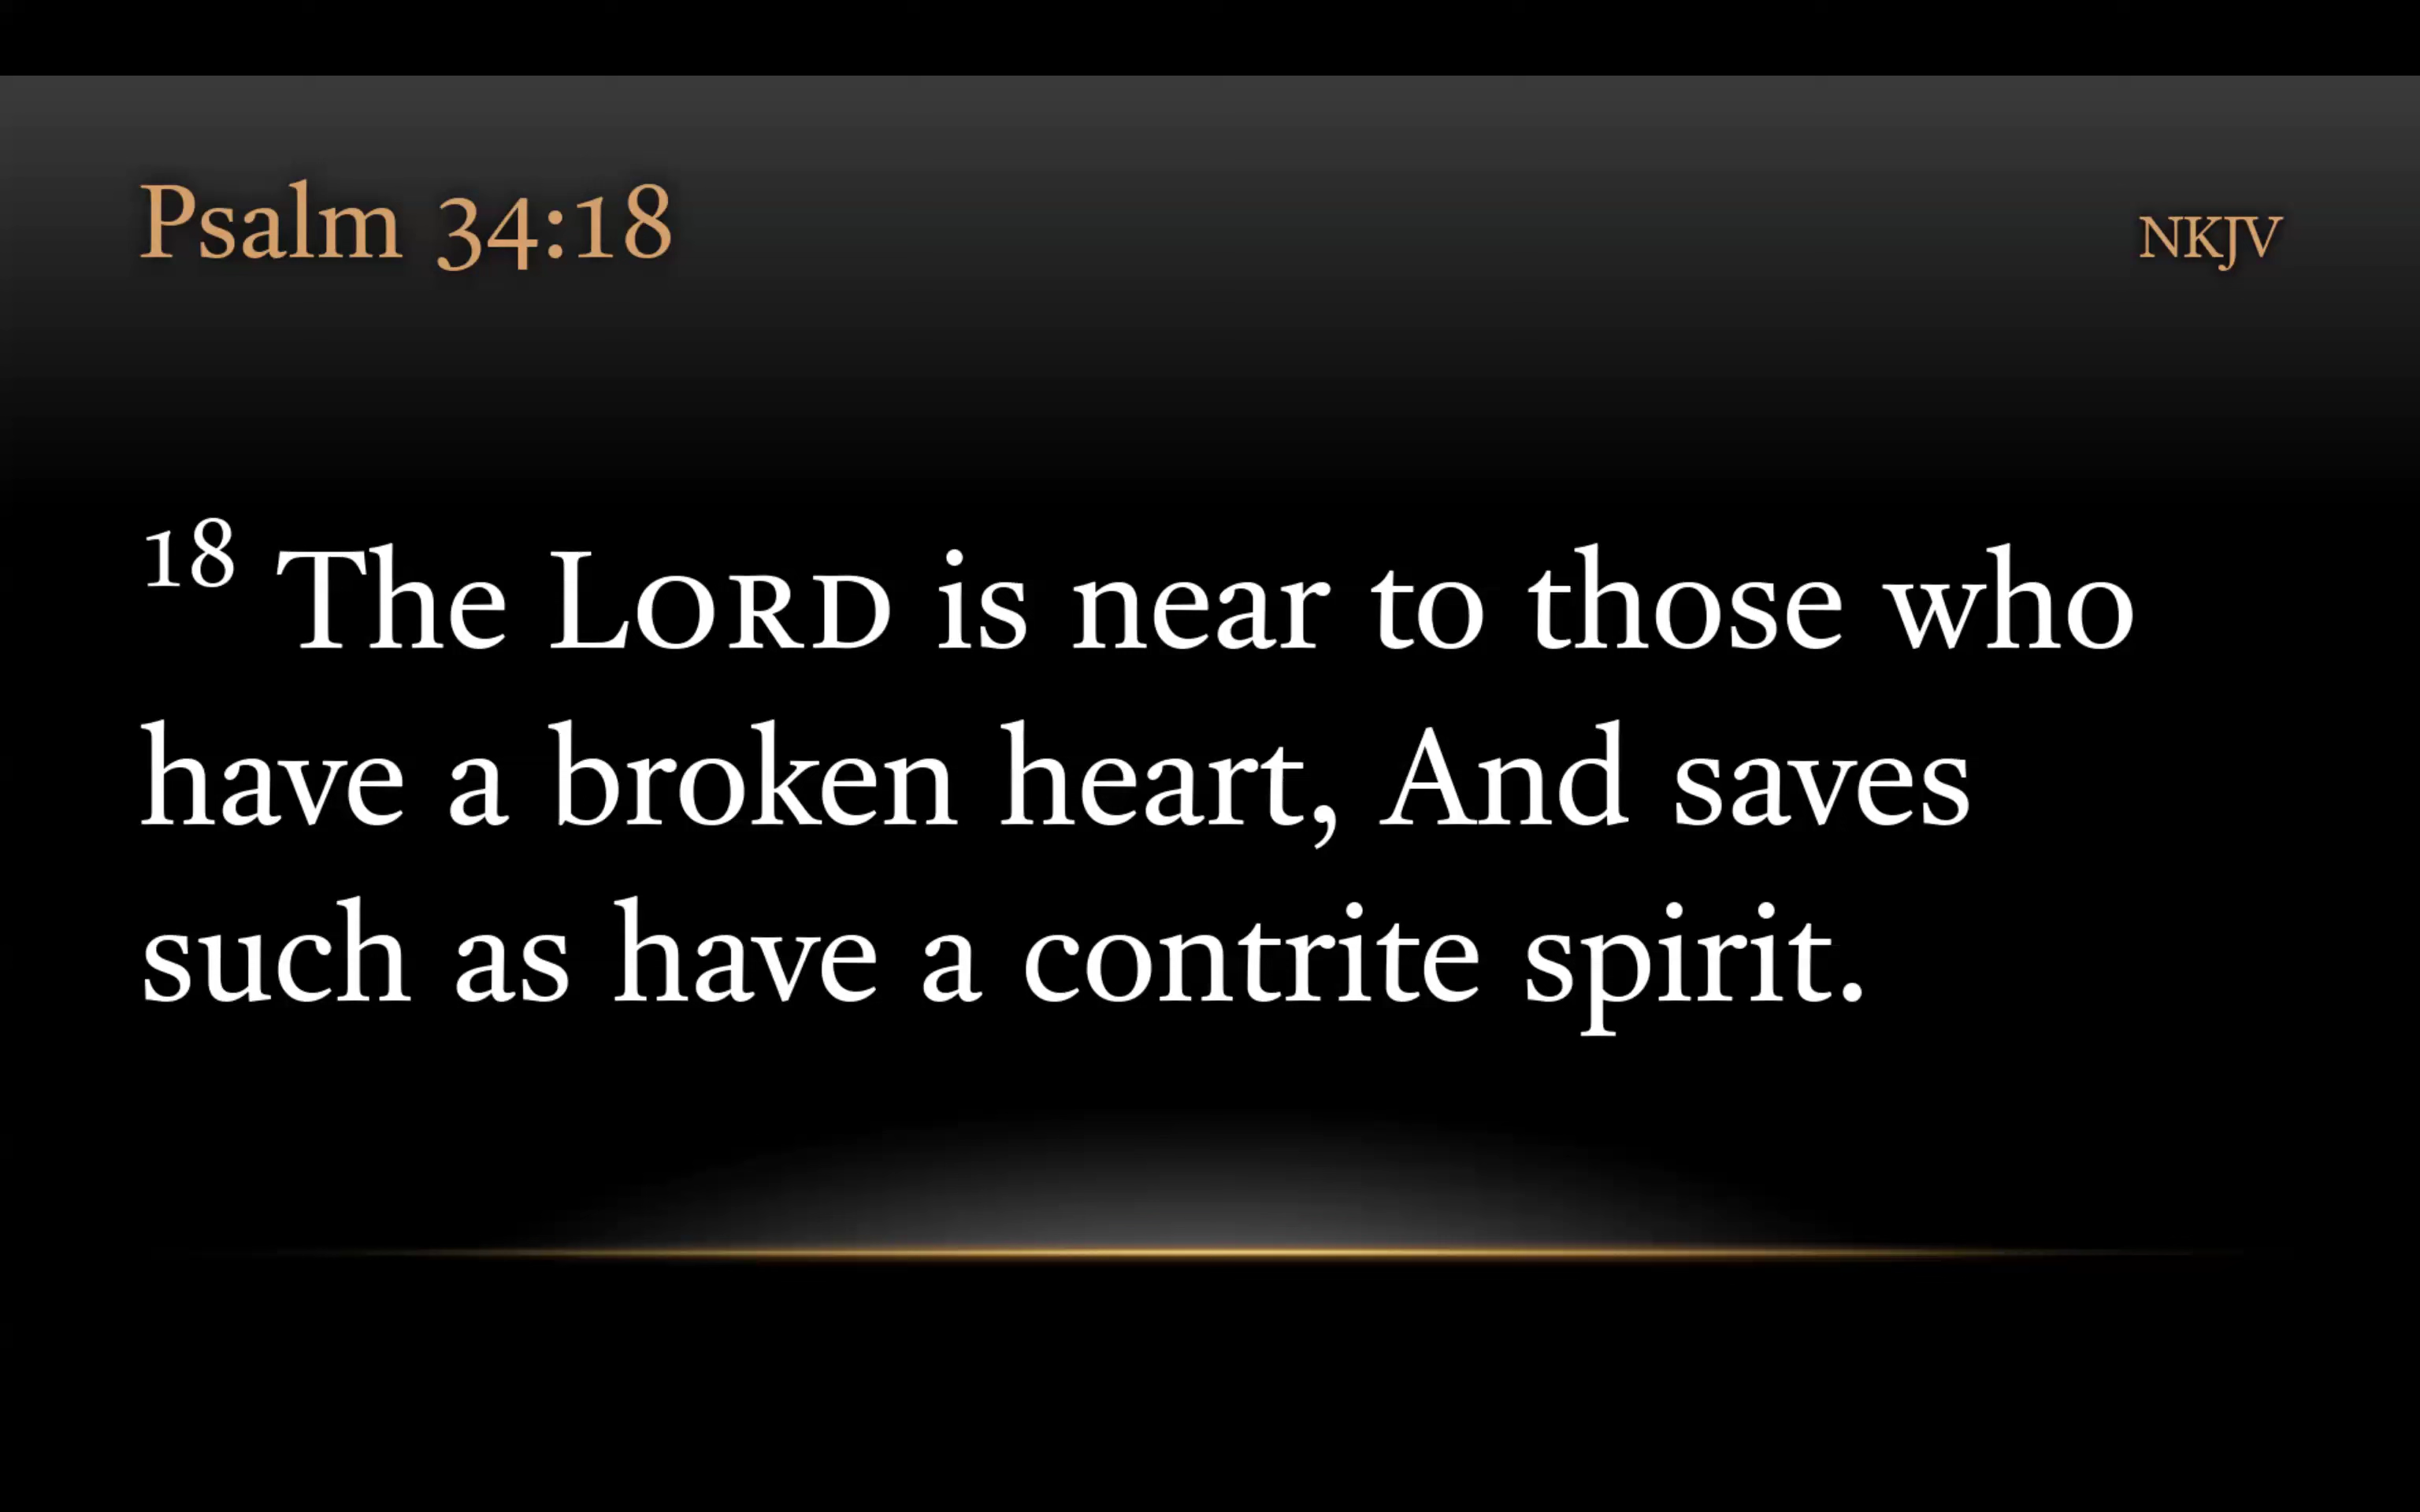 Psalm 34:18
NKJV
18 The LORD is near to those who
have a broken heart, And saves
such as have a contrite spirit.